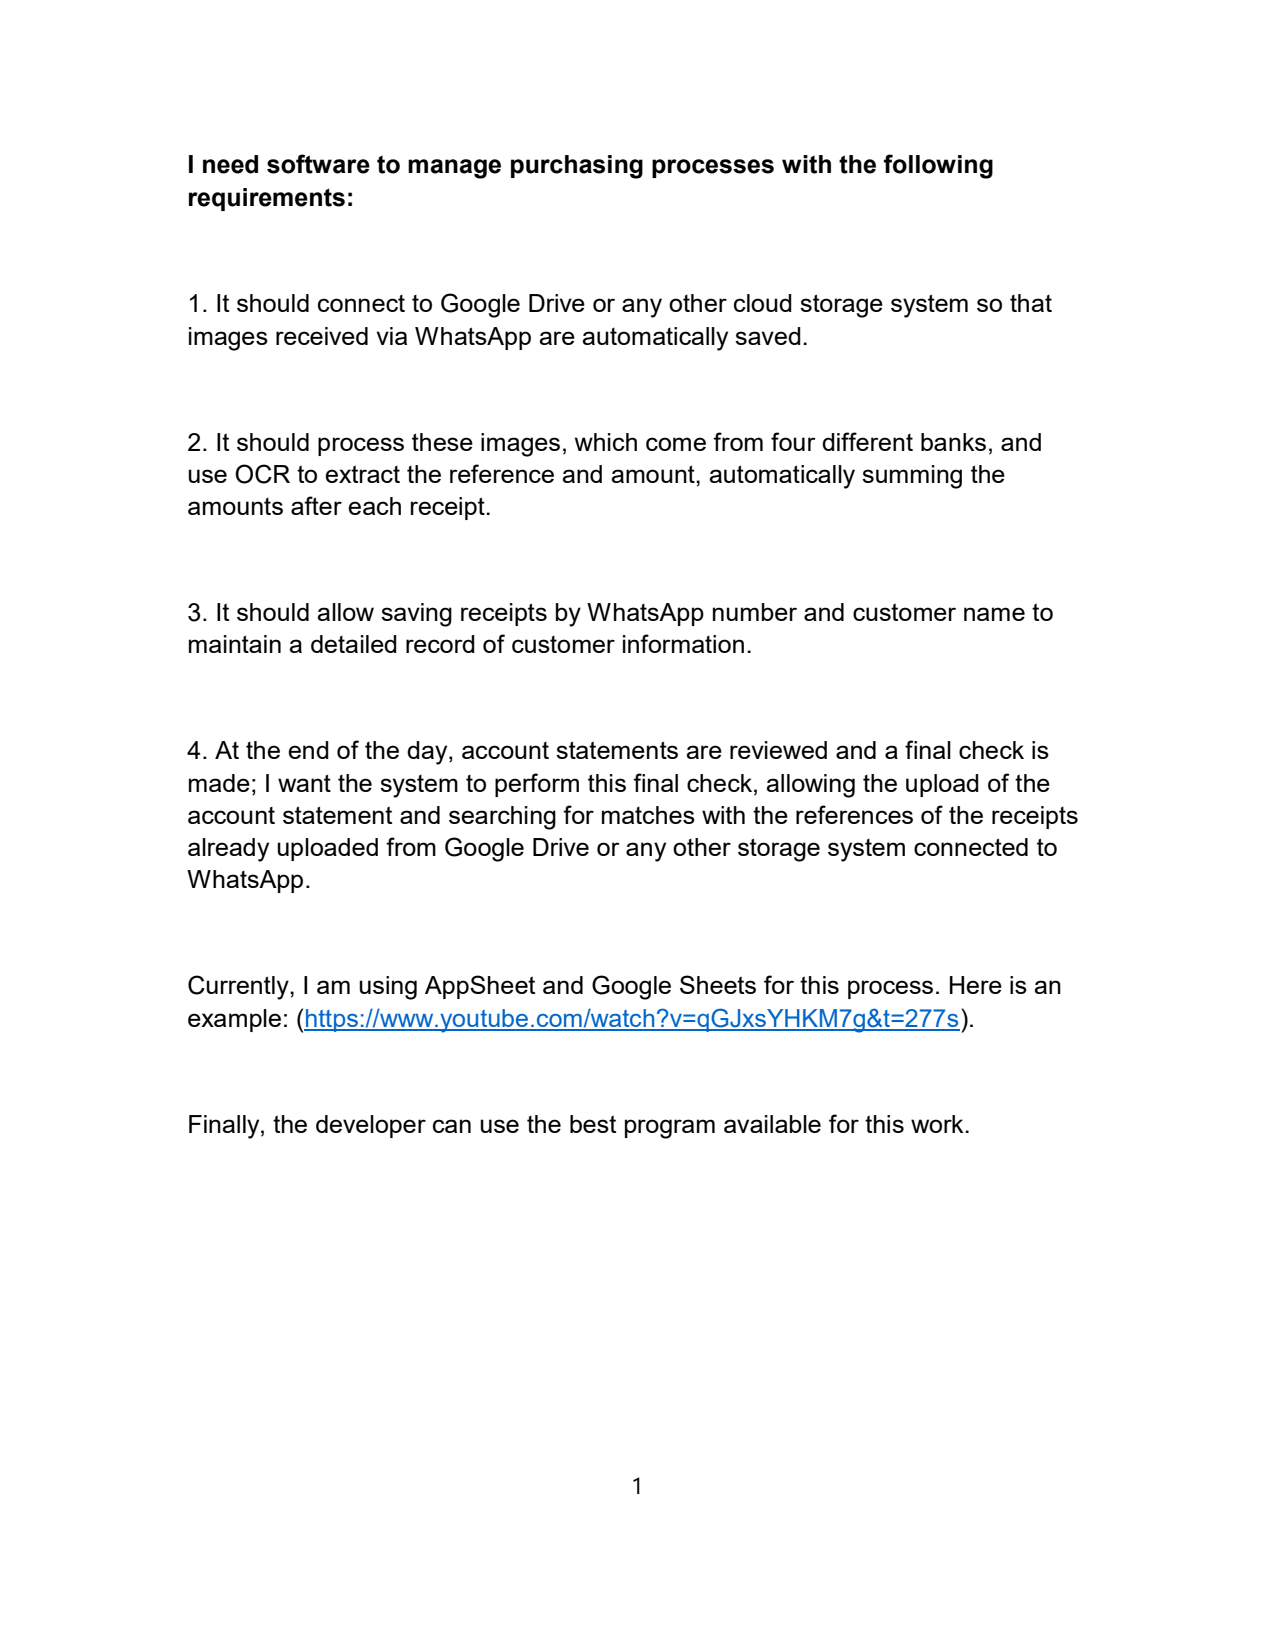 I need software to manage purchasing processes with the following
requirements:
1. It should connect to Google Drive or any other cloud storage system so that
images received via WhatsApp are automatically saved.
2. It should process these images, which come from four different banks, and
use OCR to extract the reference and amount, automatically summing the
amounts after each receipt.
3. It should allow saving receipts by WhatsApp number and customer name to
maintain a detailed record of customer information.
4. At the end of the day, account statements are reviewed and a final check is
made; I want the system to perform this final check, allowing the upload of the
account statement and searching for matches with the references of the receipts
already uploaded from Google Drive or any other storage system connected to
WhatsApp.
Currently, I am using AppSheet and Google Sheets for this process. Here is an
example: (https://www.youtube.com/watch?v=qGJxsYHKM7g&t=277s).
Finally, the developer can use the best program available for this work.
1